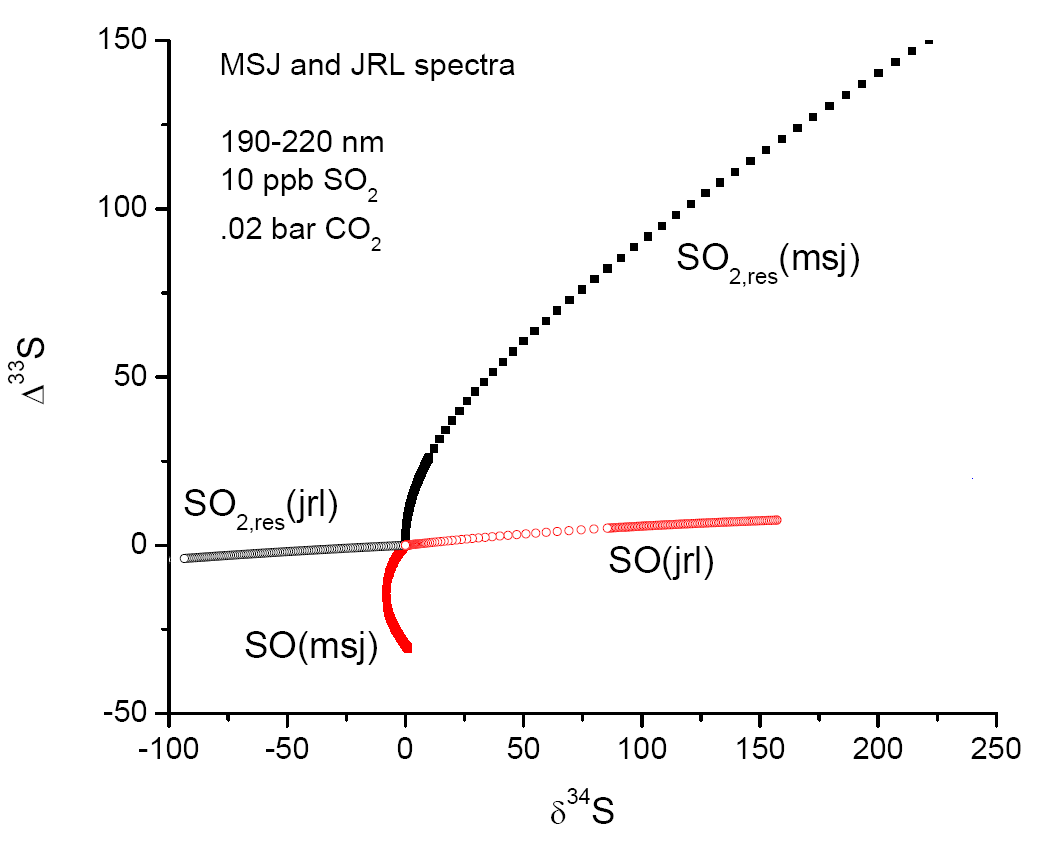 150
100
50
0
-50
Δ³³S
MSJ and JRL spectra
190-220 nm
10 ppb SO₂
.02 bar CO₂
SO₂,res(msj)
SO₂,res(jrl)
SO(jrl)
SO(msj)
-100 -50 0 50 100 150 200 250
δ³⁴S